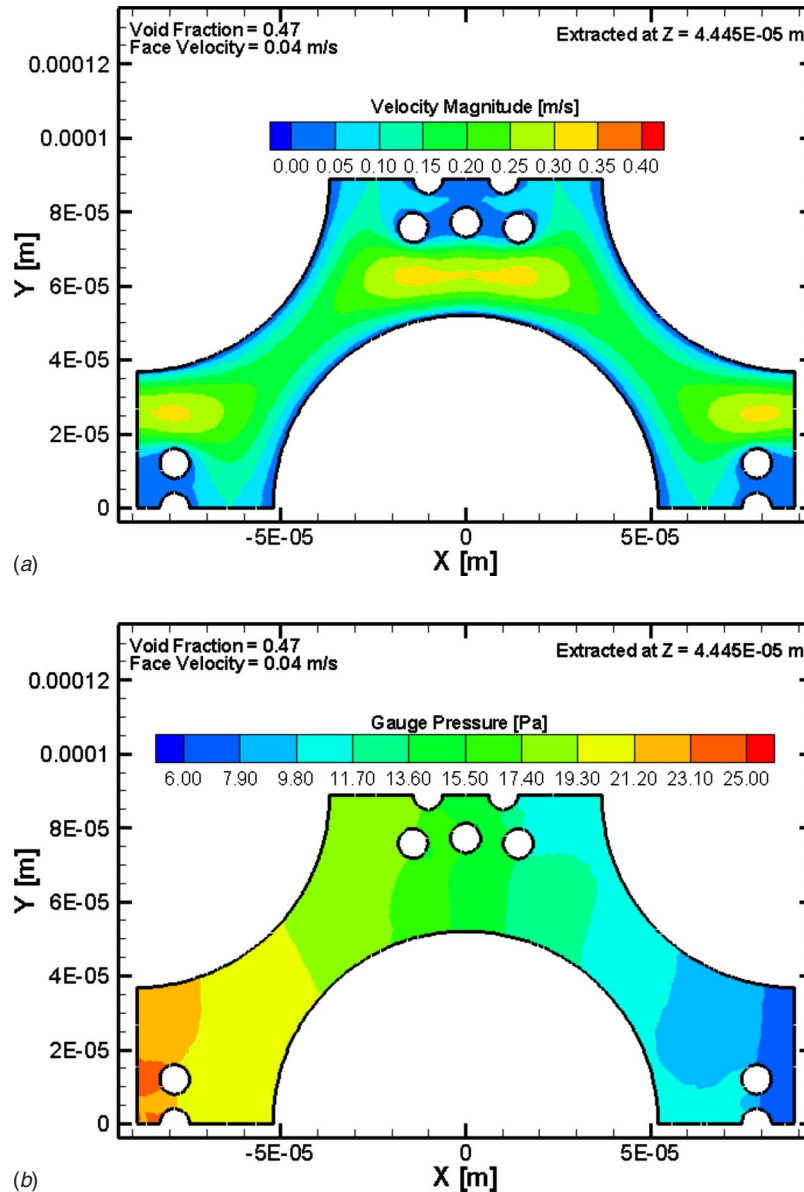 Void Fraction = 0.47
Face Velocity = 0.04 m/s
Extracted at Z = 4.445E-05 m
Velocity Magnitude [m/s]
0.00 0.05 0.10 0.15 0.20 0.25 0.30 0.35 0.40
0.00012
0.0001
8E-05
6E-05
4E-05
2E-05
0
Y [m]
-5E-05 0 5E-05
X [m]
(a)
Void Fraction = 0.47
Face Velocity = 0.04 m/s
Extracted at Z = 4.445E-05 m
Gauge Pressure [Pa]
6.00 7.90 9.80 11.70 13.60 15.50 17.40 19.30 21.20 23.10 25.00
0.00012
0.0001
8E-05
6E-05
4E-05
2E-05
0
Y [m]
-5E-05 0 5E-05
X [m]
(b)